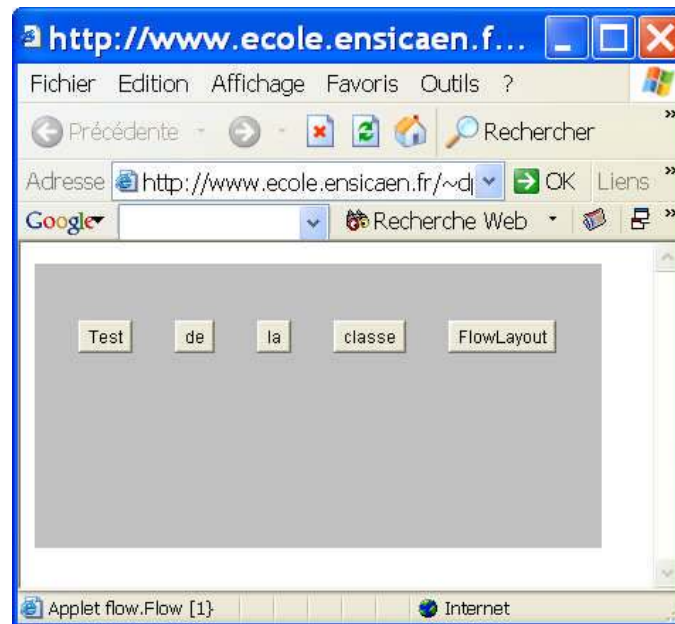 http://www.ecole.ensicaen.f...
Fichier Edition Affichage Favoris Outils ?
Précédente Rechercher »
Adresse http://www.ecole.ensicaen.fr/~d OK Liens »
Google Recherche Web »
Test de la classe FlowLayout
Applet flow.Flow [1} Internet